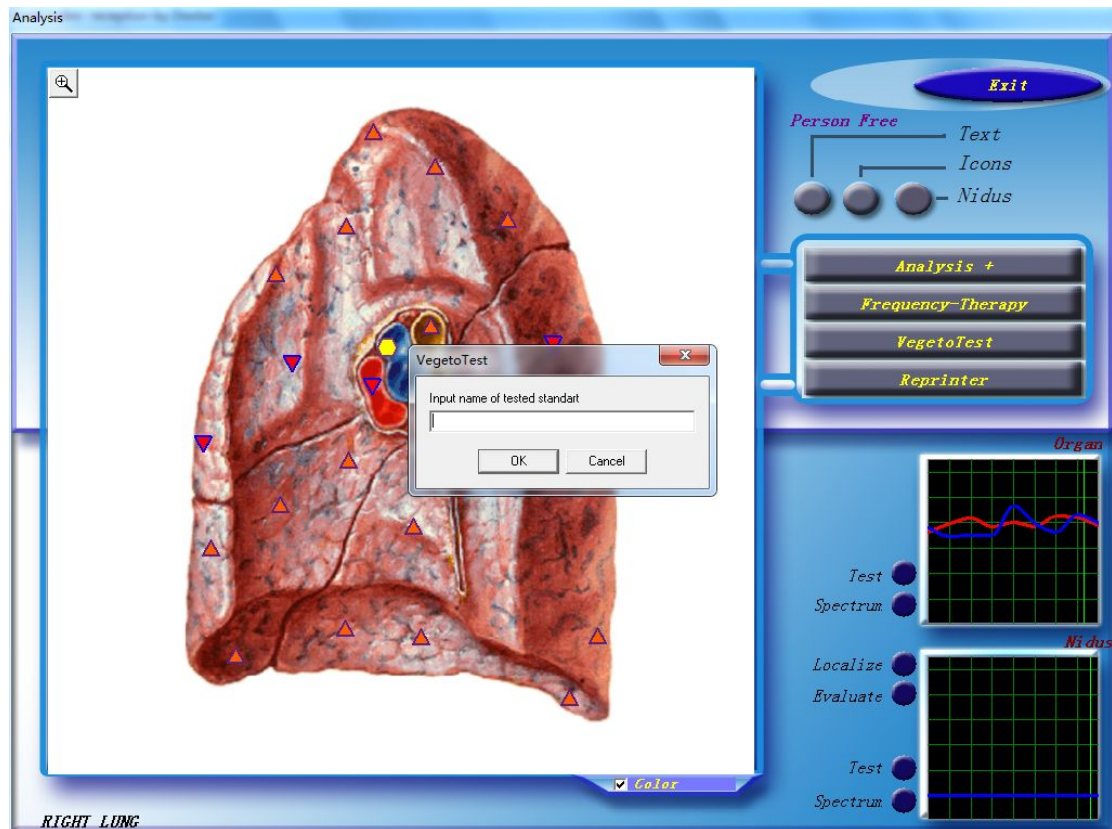 Analysis
Exit
Person Free
Text
Icons
Nidus
Analysis +
Frequency-Therapy
VegetoTest
Reprinter
VegetoTest
Input name of tested standart
OK
Cancel
Organ
Test
Spectrum
Nidus
Localize
Evaluate
Test
Spectrum
Color
RIGHT LUNG